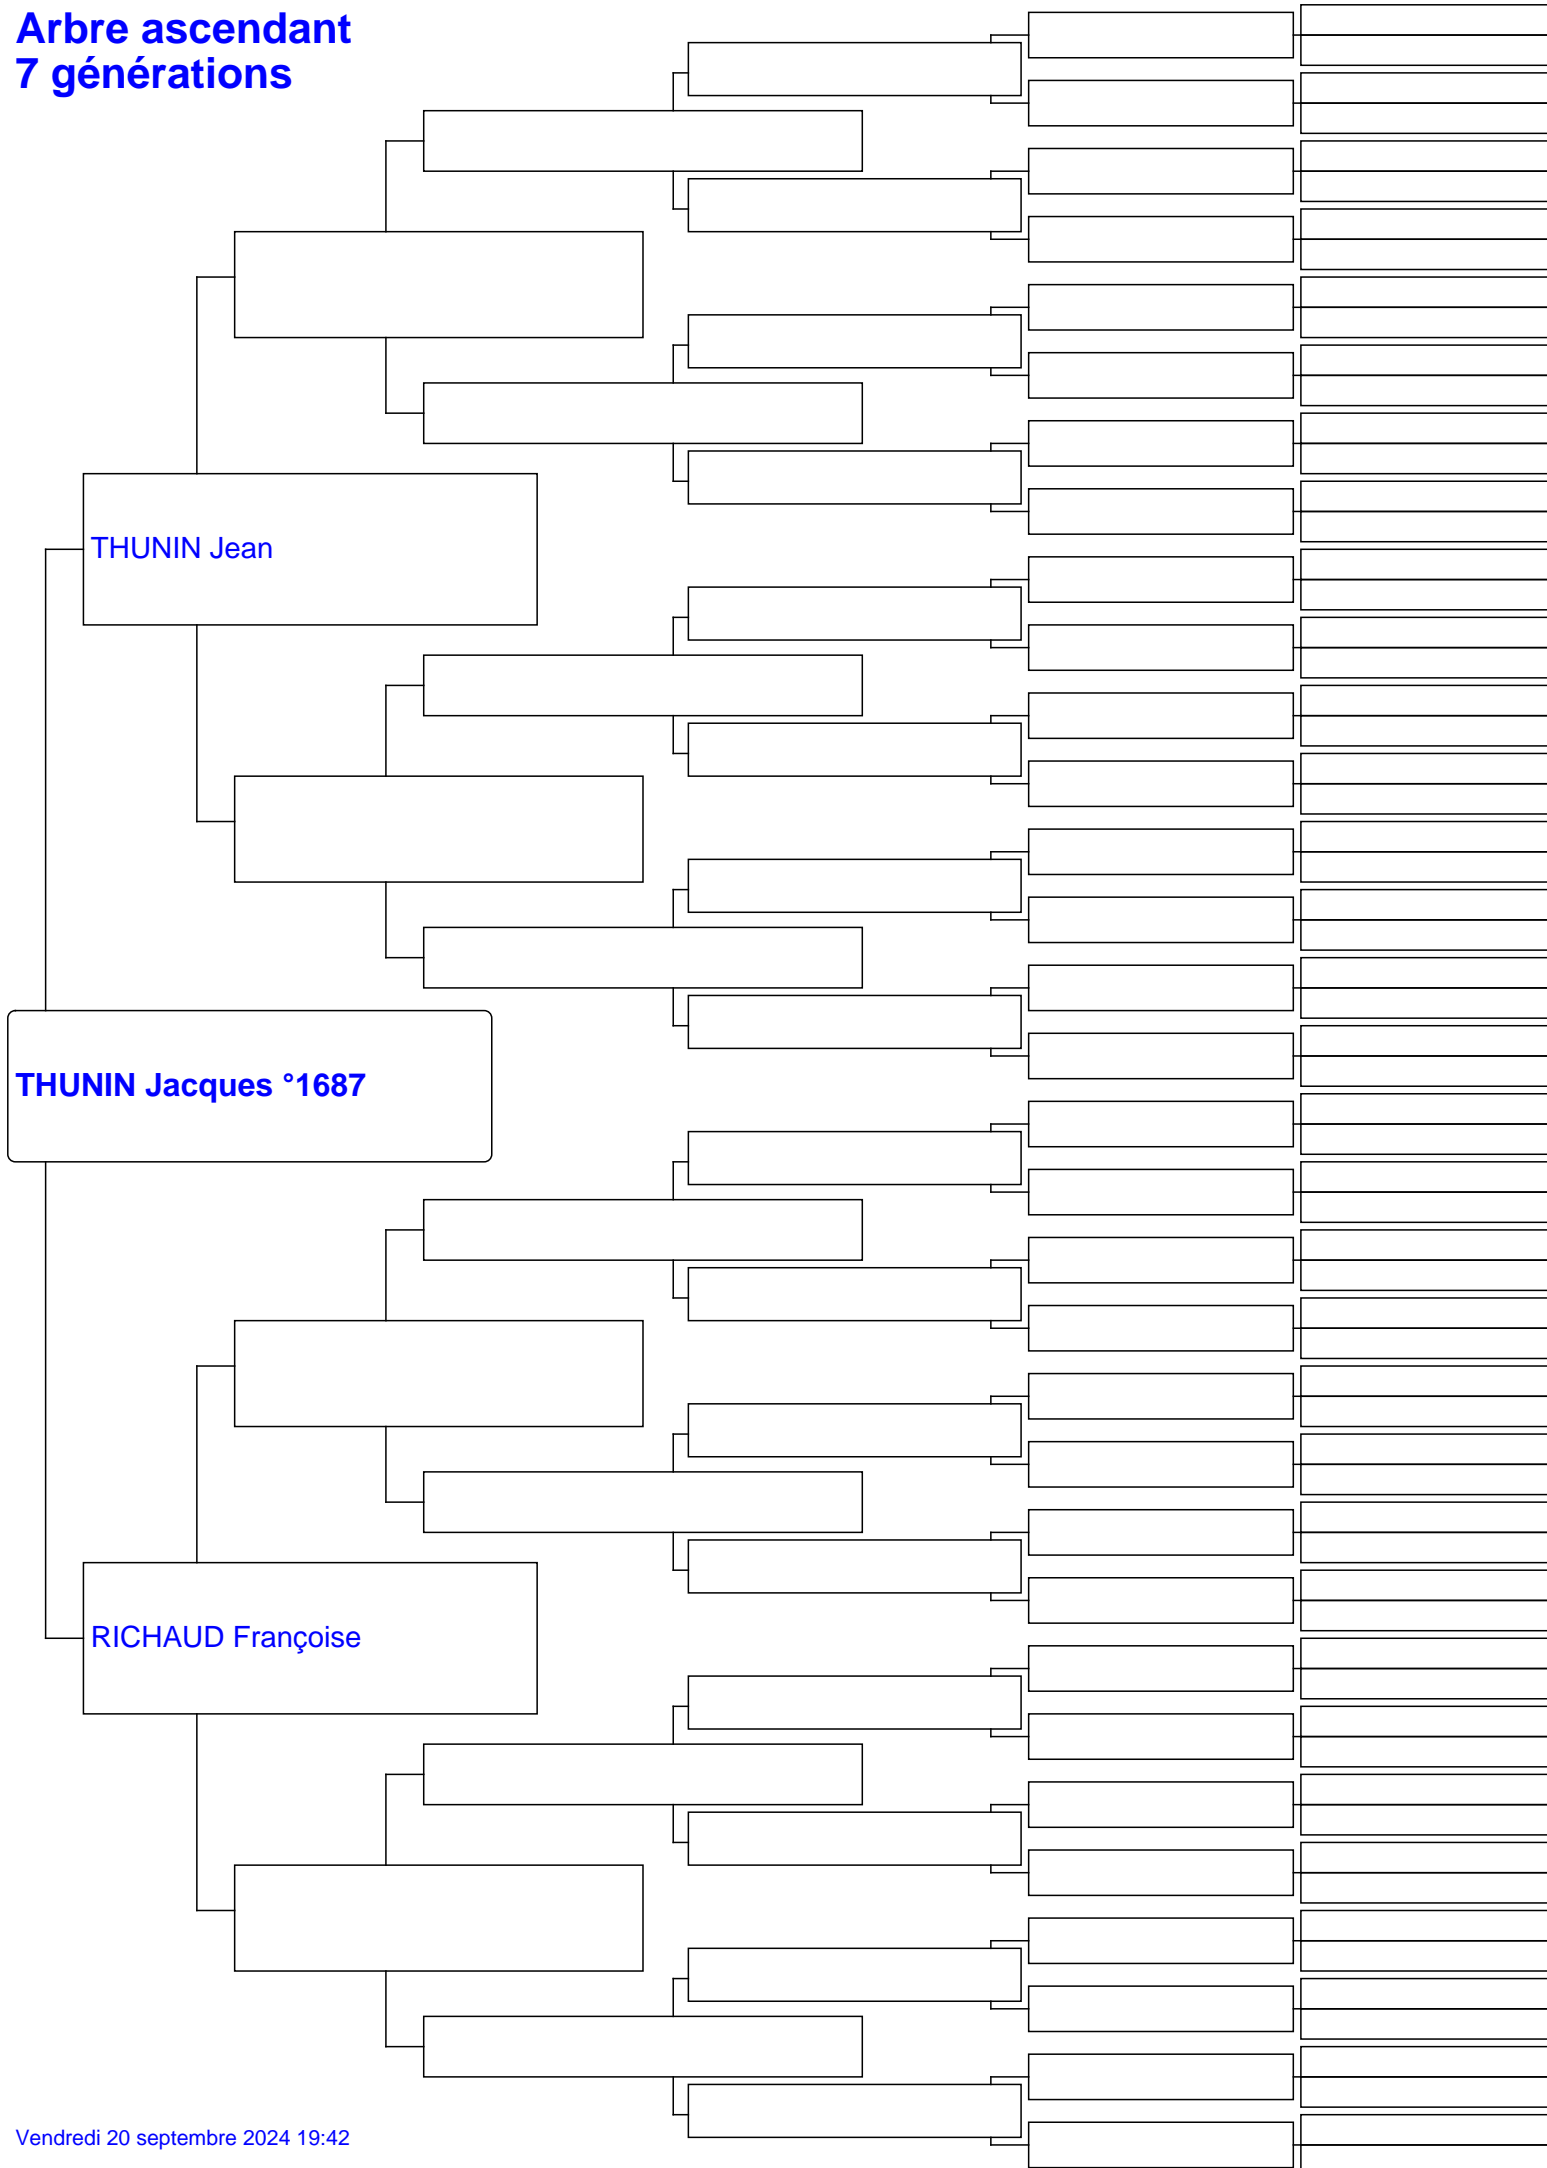 Arbre ascendant
7 générations
THUNIN Jean
THUNIN Jacques °1687
RICHAUD Françoise
Vendredi 20 septembre 2024 19:42